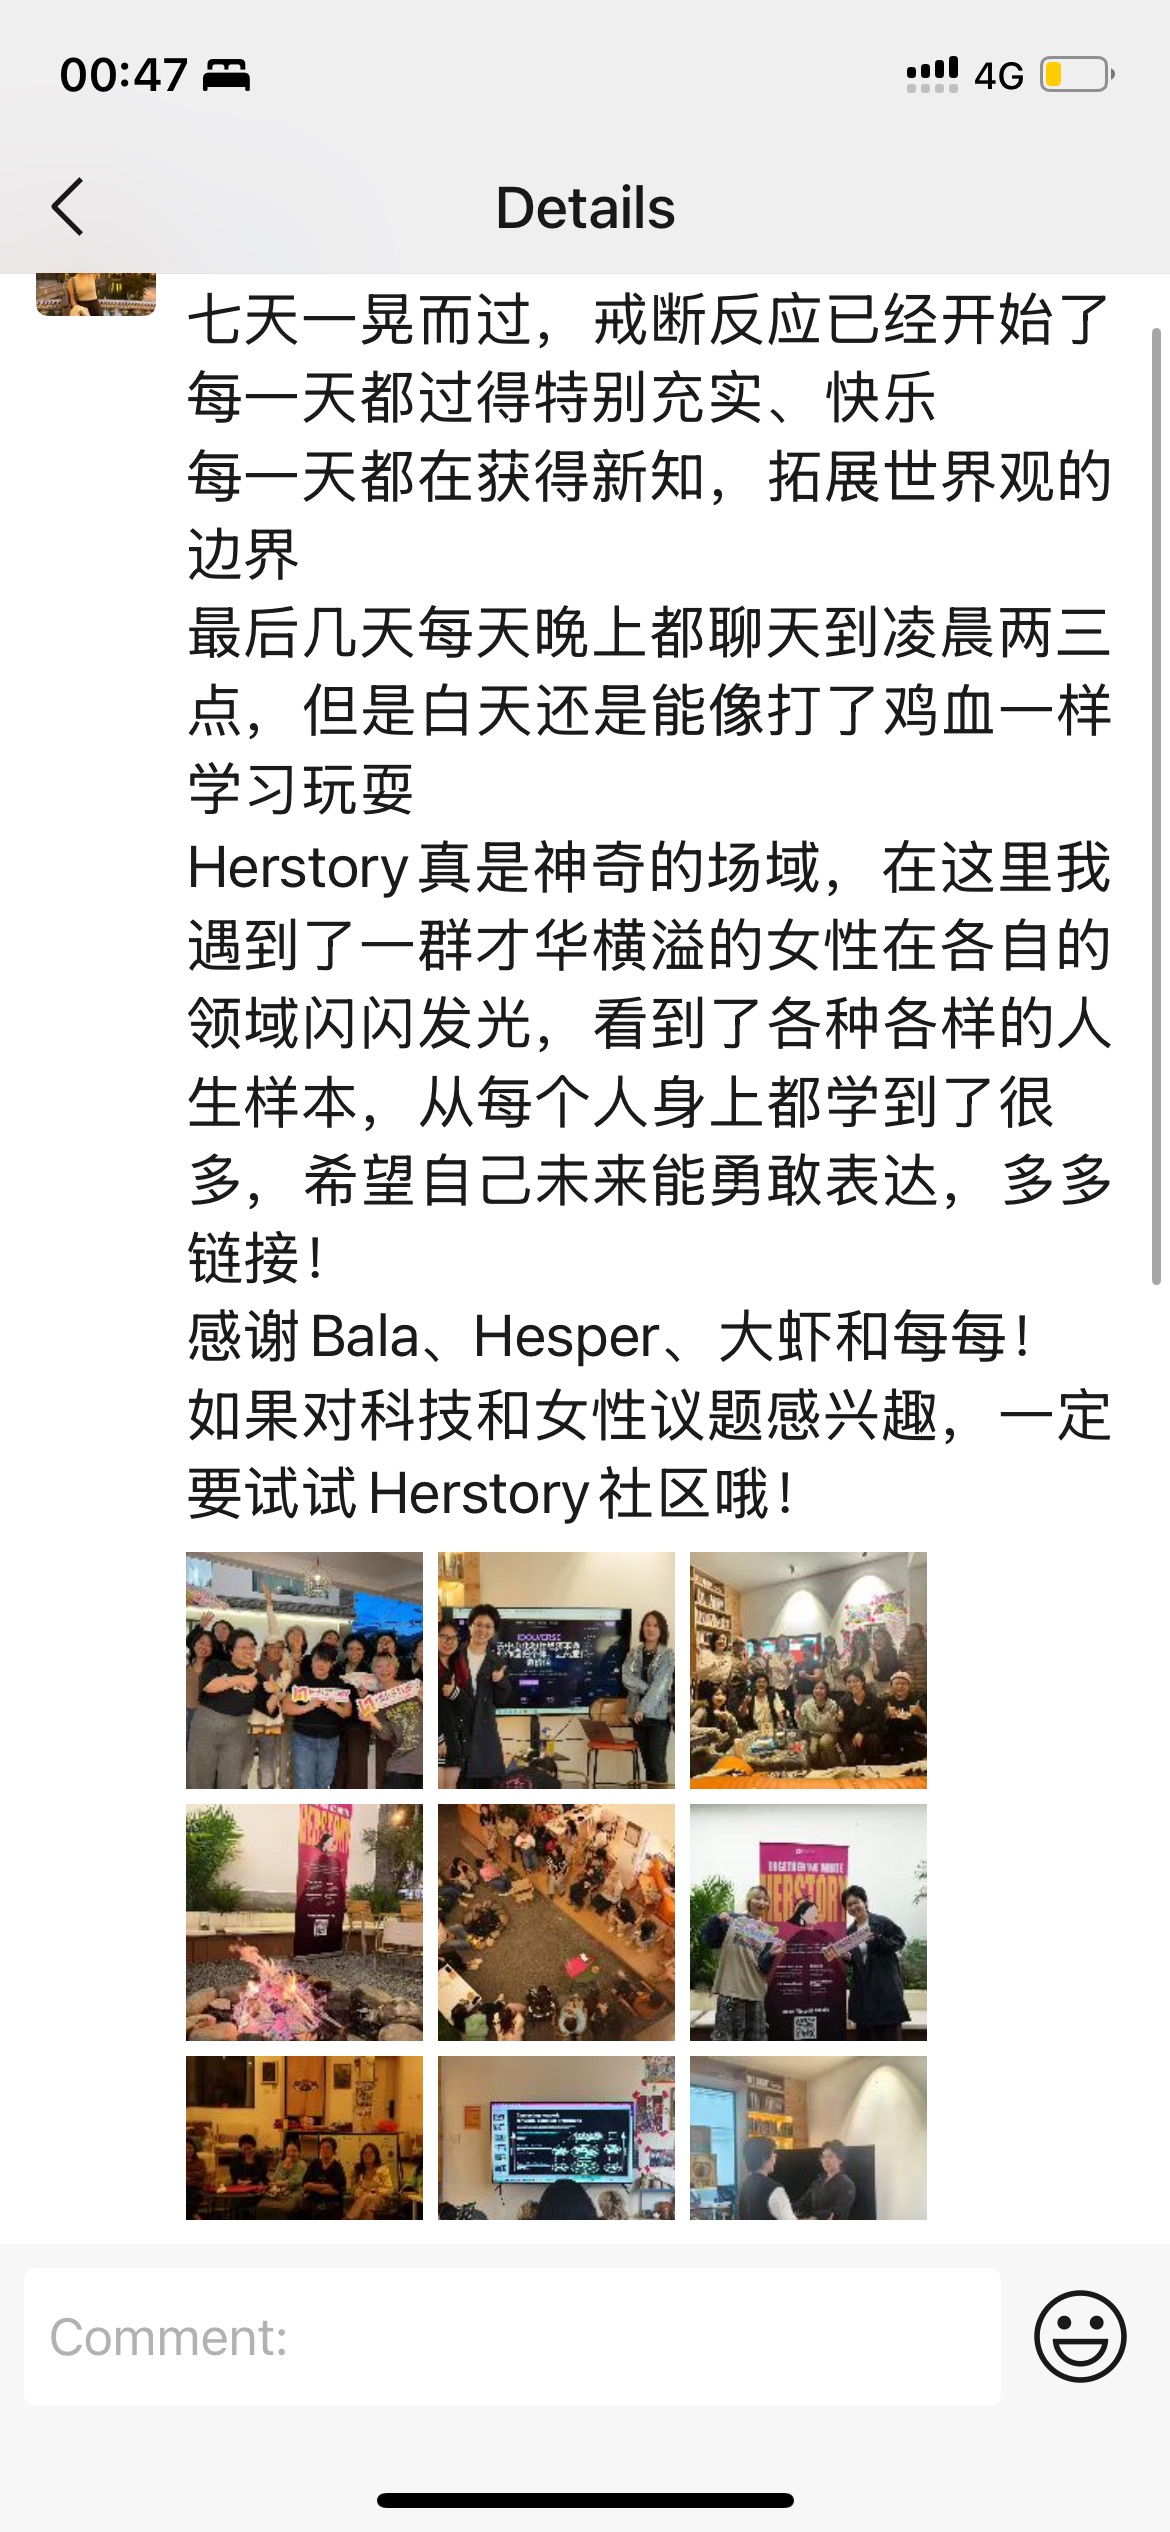 00:47
4G
Details
七天一晃而过，戒断反应已经开始了
每一天都过得特别充实、快乐
每一天都在获得新知，拓展世界观的
边界
最后几天每天晚上都聊天到凌晨两三
点，但是白天还是能像打了鸡血一样
学习玩耍
Herstory真是神奇的场域，在这里我
遇到了一群才华横溢的女性在各自的
领域闪闪发光，看到了各种各样的人
生样本，从每个人身上都学到了很
多，希望自己未来能勇敢表达，多多
链接！
感谢Bala、Hesper、大虾和每每！
如果对科技和女性议题感兴趣，一定
要试试Herstory社区哦！
IDOLVERSE
HERSTORY
TOGETHER WE WRITE
HERSTORY
Comment: